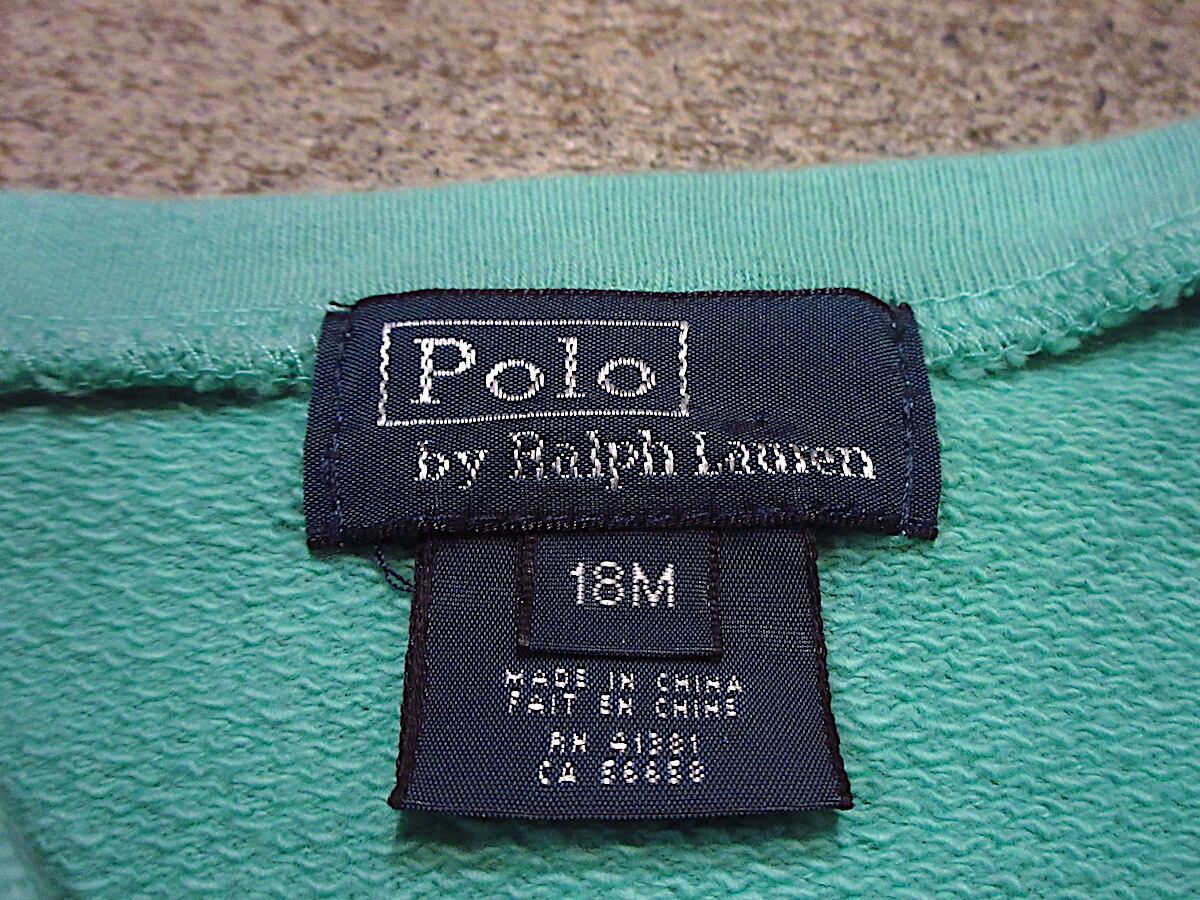 Polo
by Ralph Lauren
18M
MADE IN CHINA
FAIT EN CHINE
RN 41381
CA 56658